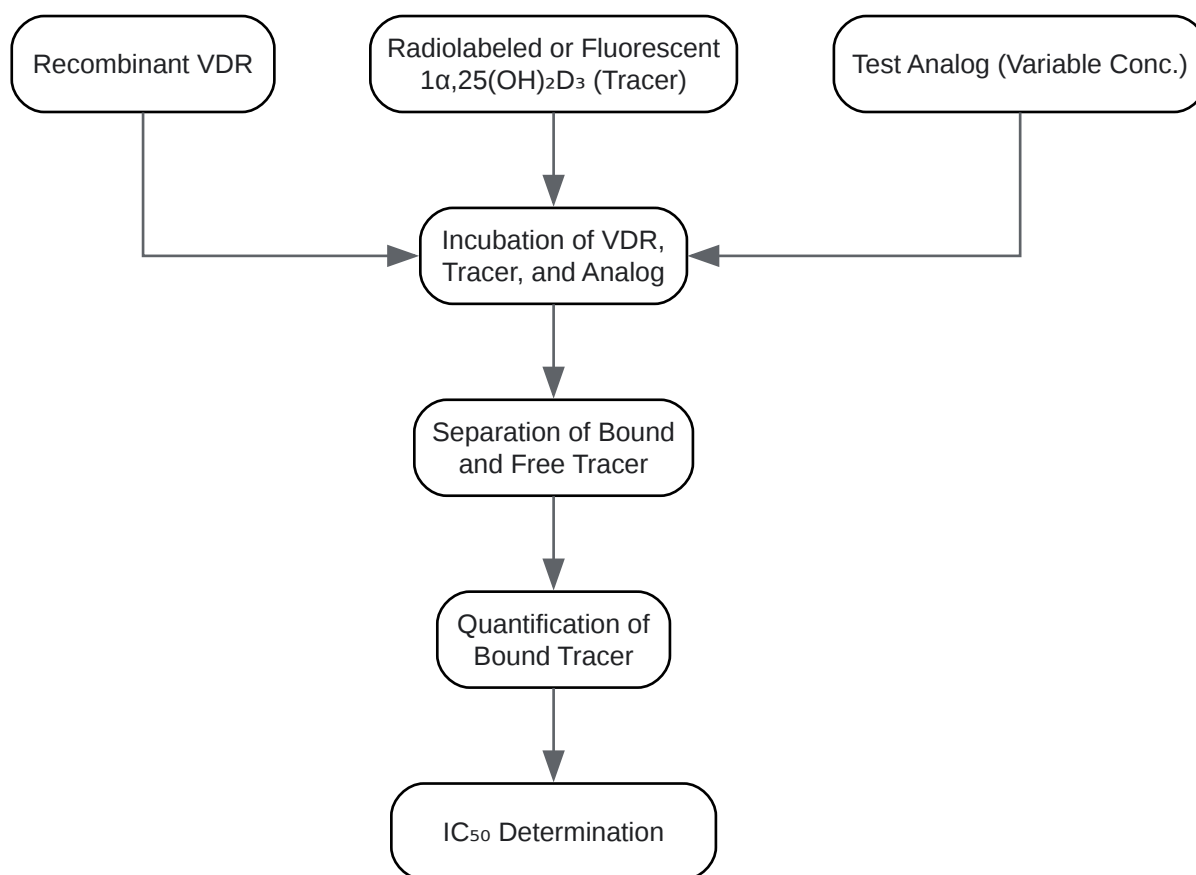 Recombinant VDR
Radiolabeled or Fluorescent
1α,25(OH)₂D₃ (Tracer)
Test Analog (Variable Conc.)
Incubation of VDR,
Tracer, and Analog
Separation of Bound
and Free Tracer
Quantification of
Bound Tracer
IC₅₀ Determination